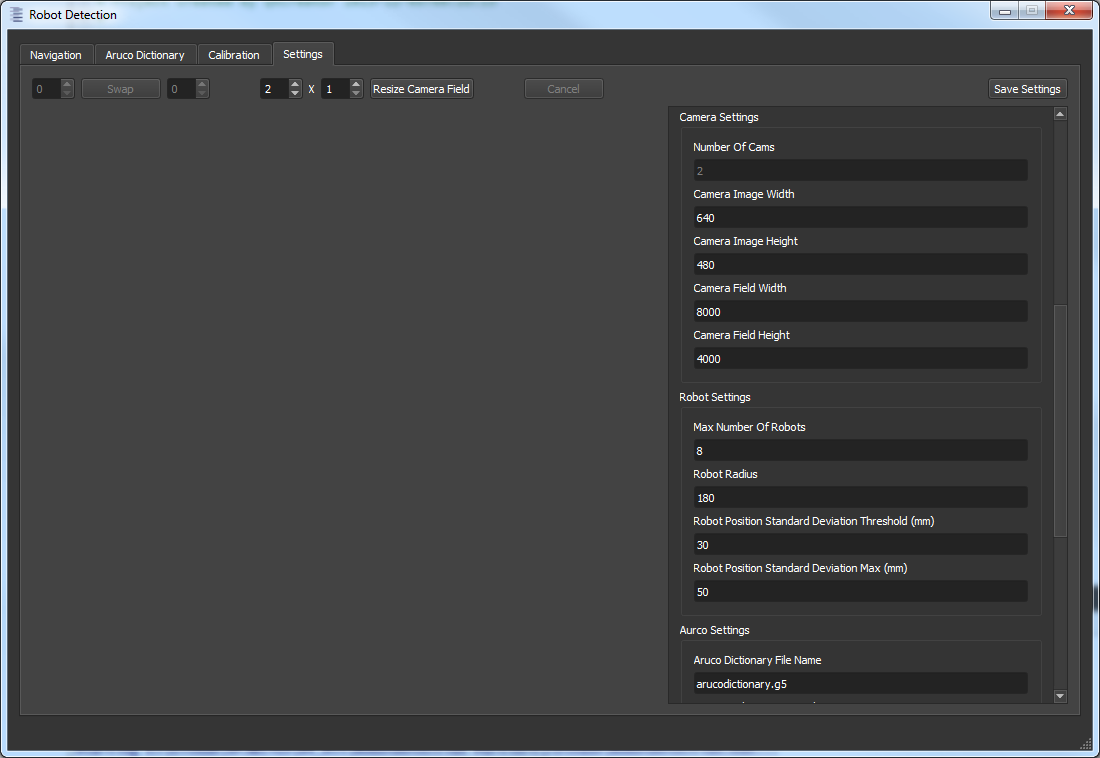 Robot Detection
Navigation Aruco Dictionary Calibration Settings
0 Swap 0 2 X 1 Resize Camera Field Cancel Save Settings
Camera Settings
Number Of Cams
2
Camera Image Width
640
Camera Image Height
480
Camera Field Width
8000
Camera Field Height
4000
Robot Settings
Max Number Of Robots
8
Robot Radius
180
Robot Position Standard Deviation Threshold (mm)
30
Robot Position Standard Deviation Max (mm)
50
Aurco Settings
Aruco Dictionary File Name
arucodictionary.g5